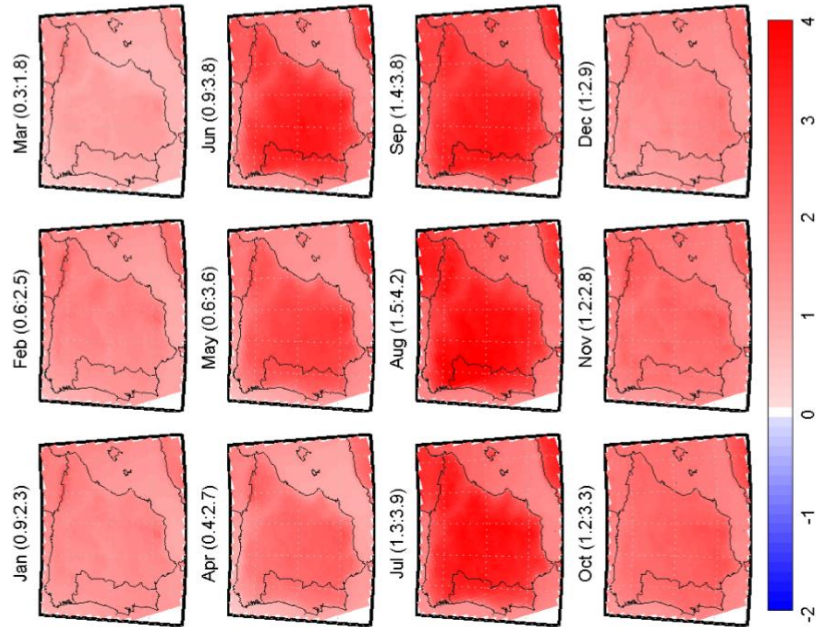 Jan (0.9:2.3)
Feb (0.6:2.5)
Mar (0.3:1.8)
Apr (0.4:2.7)
May (0.6:3.6)
Jun (0.9:3.8)
Jul (1.3:3.9)
Aug (1.5:4.2)
Sep (1.4:3.8)
Oct (1.2:3.3)
Nov (1.2:2.8)
Dec (1:2.9)
-2
-1
0
1
2
3
4